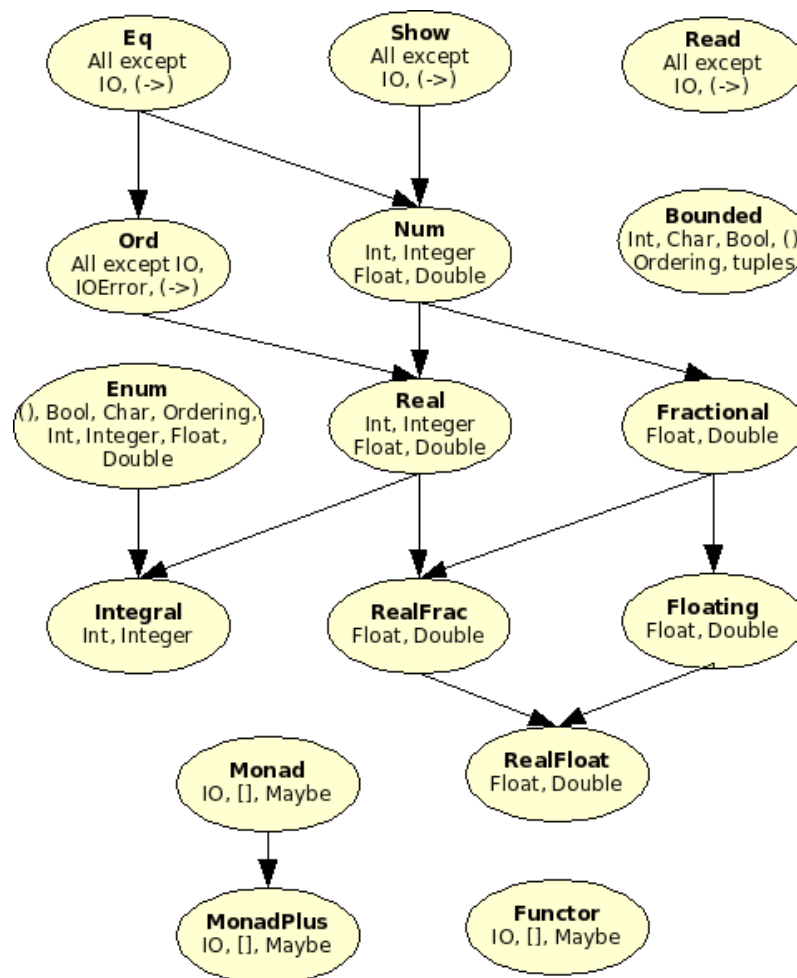 Eq
All except
IO, (->)
Show
All except
IO, (->)
Read
All except
IO, (->)
Ord
All except IO,
IOError, (->)
Num
Int, Integer
Float, Double
Bounded
Int, Char, Bool, ()
Ordering, tuples
Enum
(), Bool, Char, Ordering,
Int, Integer, Float,
Double
Real
Int, Integer
Float, Double
Fractional
Float, Double
Integral
Int, Integer
RealFrac
Float, Double
Floating
Float, Double
Monad
IO, [], Maybe
RealFloat
Float, Double
MonadPlus
IO, [], Maybe
Functor
IO, [], Maybe